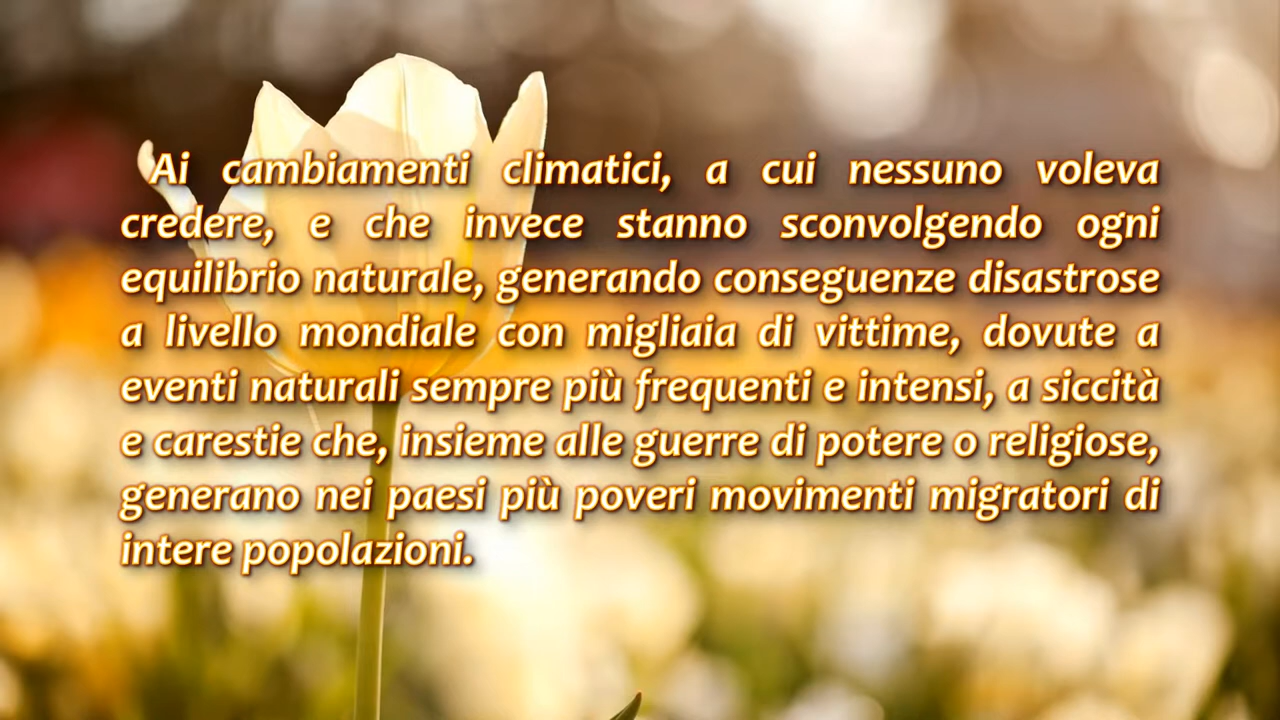 Ai cambiamenti climatici, a cui nessuno voleva
credere, e che invece stanno sconvolgendo ogni
equilibrio naturale, generando conseguenze disastrose
a livello mondiale con migliaia di vittime, dovute a
eventi naturali sempre più frequenti e intensi, a siccità
e carestie che, insieme alle guerre di potere o religiose,
generano nei paesi più poveri movimenti migratori di
intere popolazioni.